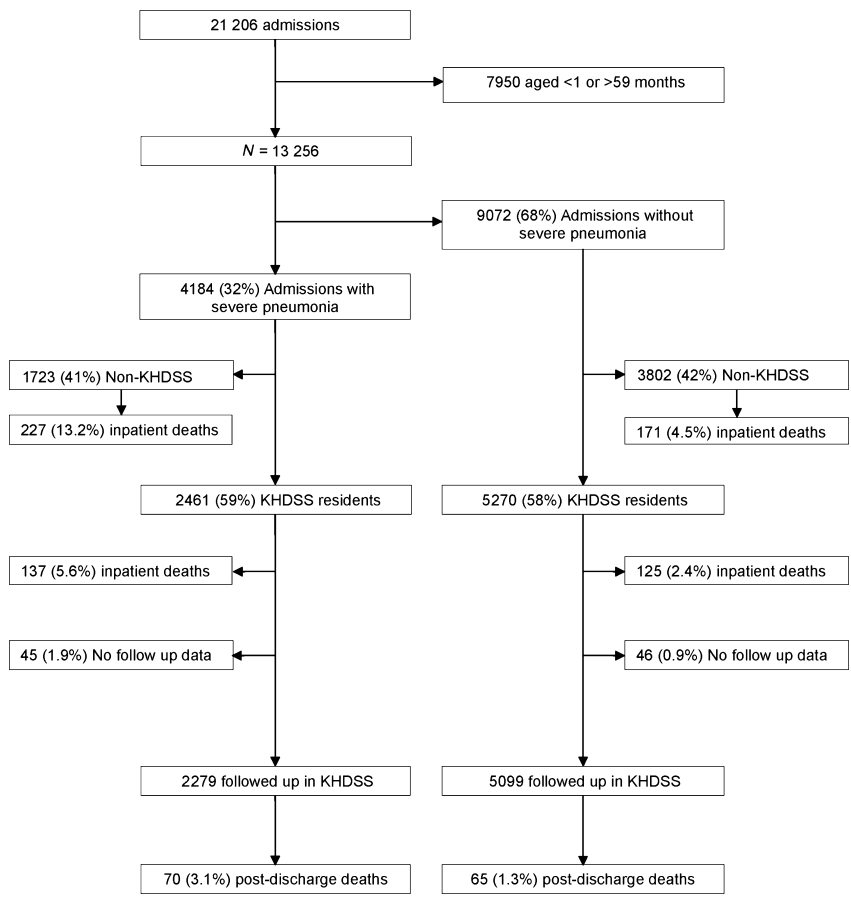 21 206 admissions
7950 aged <1 or >59 months
N = 13 256
9072 (68%) Admissions without
severe pneumonia
4184 (32%) Admissions with
severe pneumonia
1723 (41%) Non-KHDSS
3802 (42%) Non-KHDSS
227 (13.2%) inpatient deaths
171 (4.5%) inpatient deaths
2461 (59%) KHDSS residents
5270 (58%) KHDSS residents
137 (5.6%) inpatient deaths
125 (2.4%) inpatient deaths
45 (1.9%) No follow up data
46 (0.9%) No follow up data
2279 followed up in KHDSS
5099 followed up in KHDSS
70 (3.1%) post-discharge deaths
65 (1.3%) post-discharge deaths